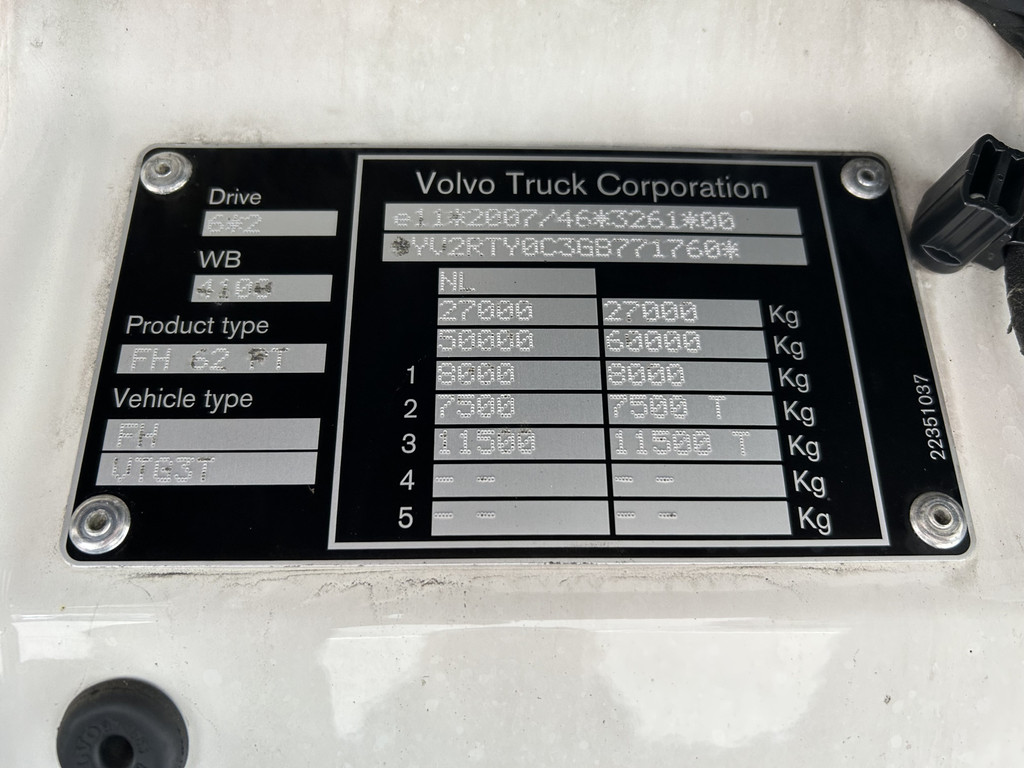 Drive
6*2
WB
4100
Product type
FH 62 PT
Vehicle type
FH
VTG3T
Volvo Truck Corporation
e11*2007/46*3261*00
*YV2RTY0C3GB771760*
NL
27000 27000 Kg
50000 60000 Kg
1 8000 8000 Kg
2 7500 7500 T Kg
3 11500 11500 T Kg
4 -- -- -- -- Kg
5 -- -- -- -- Kg
22351037